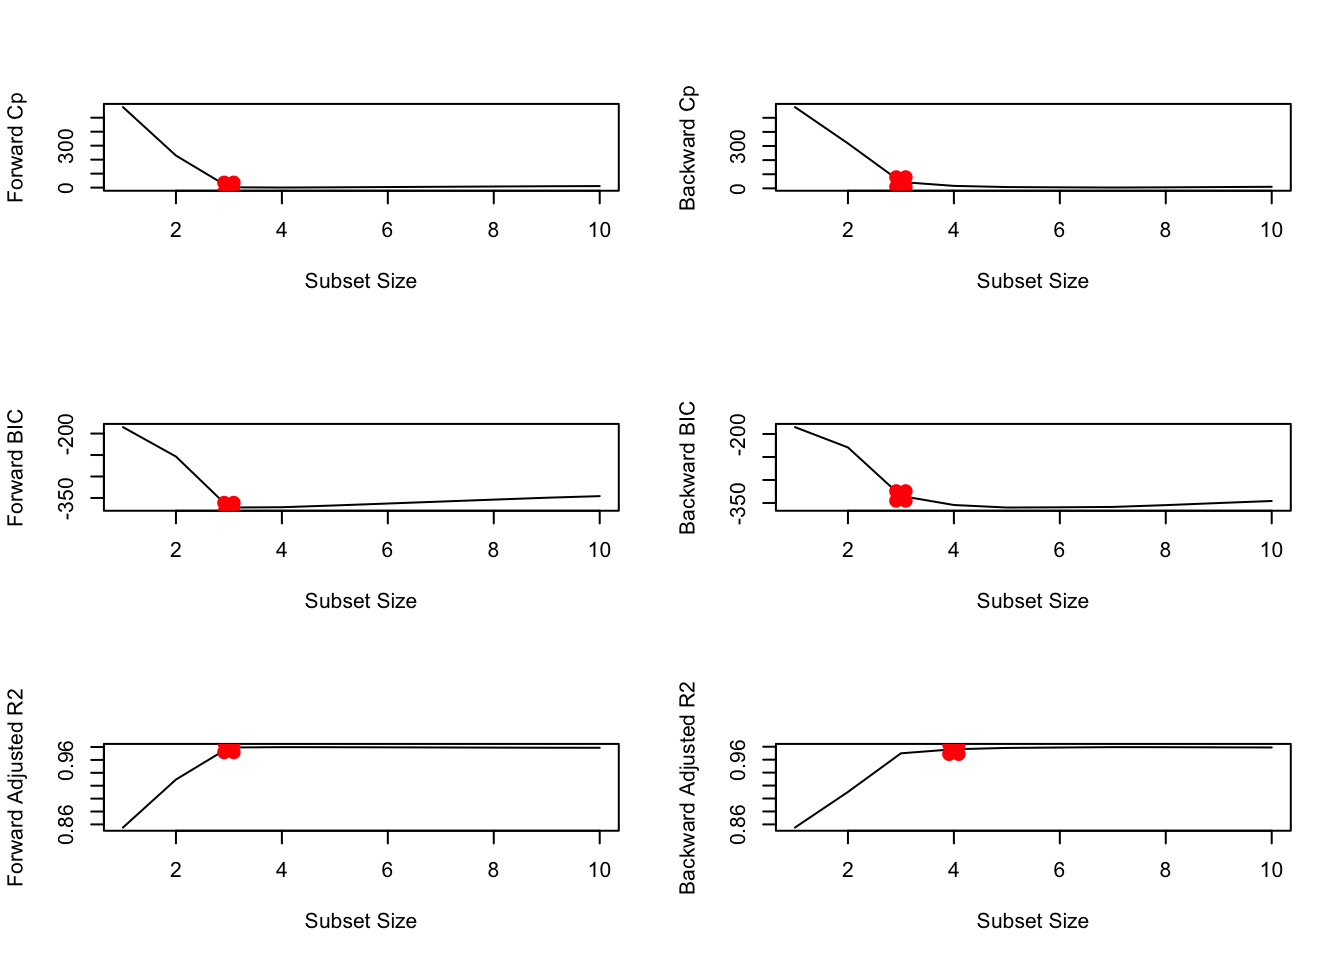 Forward Cp
300
0
2 4 6 8 10
Subset Size
Backward Cp
300
0
2 4 6 8 10
Subset Size
Forward BIC
-200
-350
2 4 6 8 10
Subset Size
Backward BIC
-200
-350
2 4 6 8 10
Subset Size
Forward Adjusted R2
0.96
0.86
2 4 6 8 10
Subset Size
Backward Adjusted R2
0.96
0.86
2 4 6 8 10
Subset Size